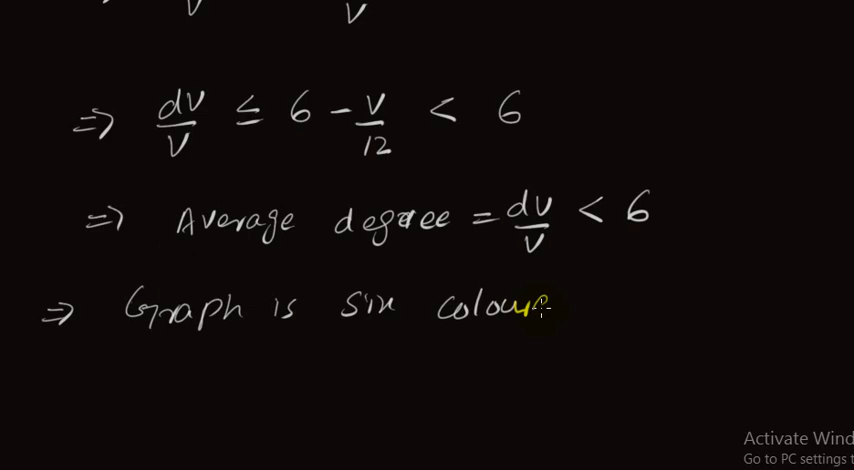 V V
⇒ dv/V ≤ 6 - V/12 < 6
⇒ Average degree = dv/V < 6
⇒ Graph is six colour
Activate Wind
Go to PC settings t